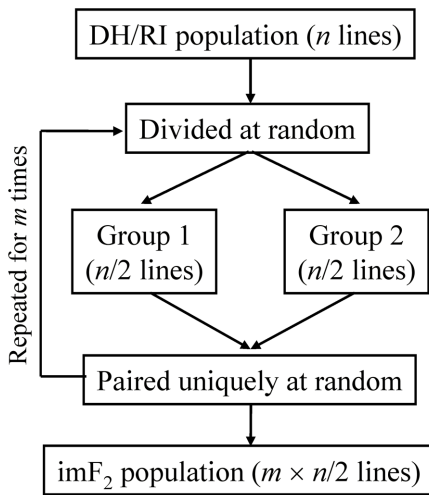 DH/RI population (n lines)
Divided at random
Repeated for m times
Group 1
(n/2 lines)
Group 2
(n/2 lines)
Paired uniquely at random
imF₂ population (m × n/2 lines)